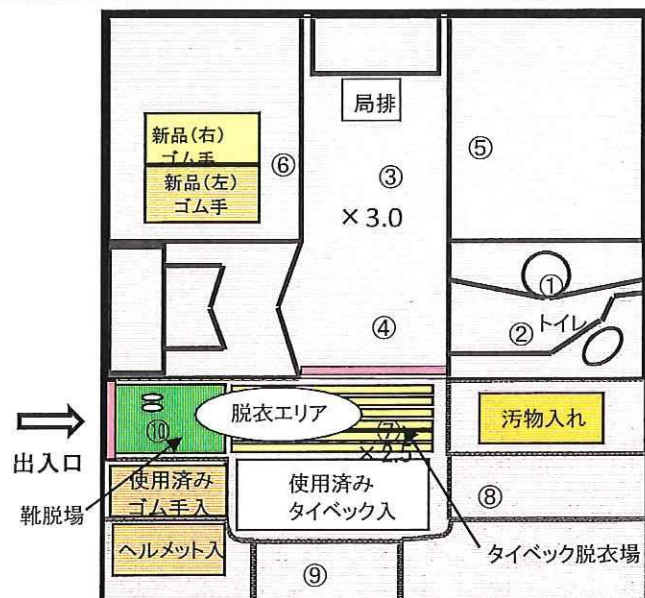 局排
新品(右)
ゴム手
新品(左)
ゴム手
⑥
③
⑤
×3.0
①
④
②
トイレ
出入口
⑩
脱衣エリア
⑦
×2.5
汚物入れ
靴脱場
使用済み
ゴム手入
使用済み
タイベック入
⑧
ヘルメット入
⑨
タイベック脱衣場